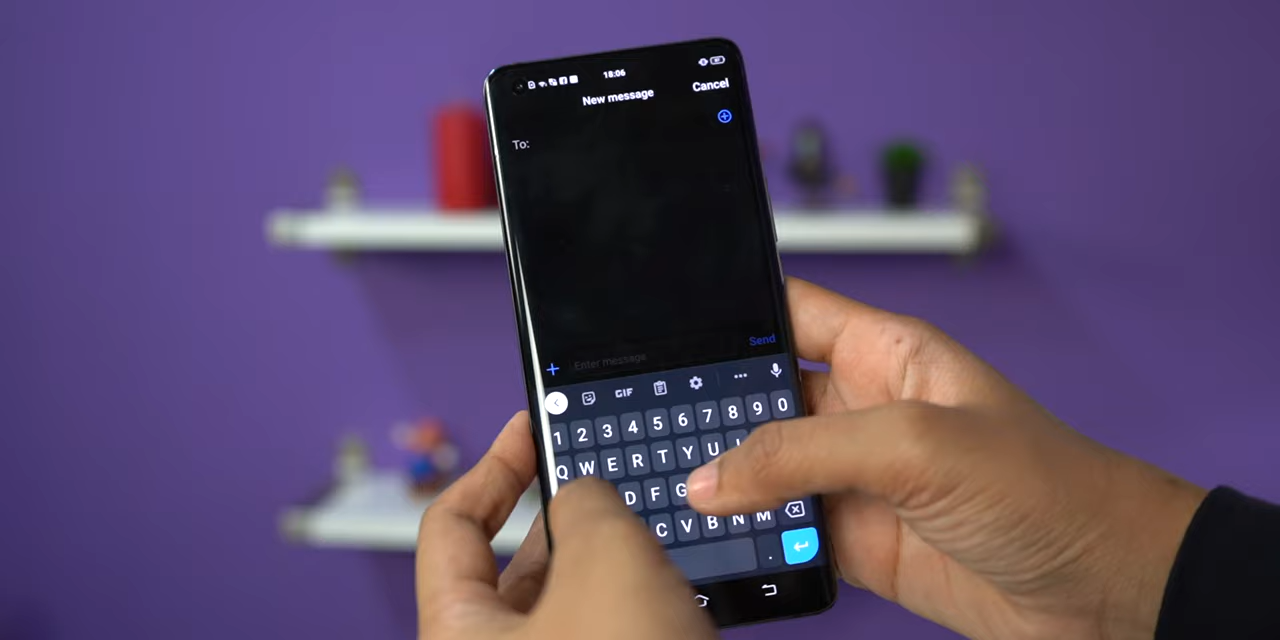 18:06
New message
Cancel
To:
Send
Enter message
GIF
1 2 3 4 5 6 7 8 9 0
Q W E R T Y U
D F G
C V B N M
.